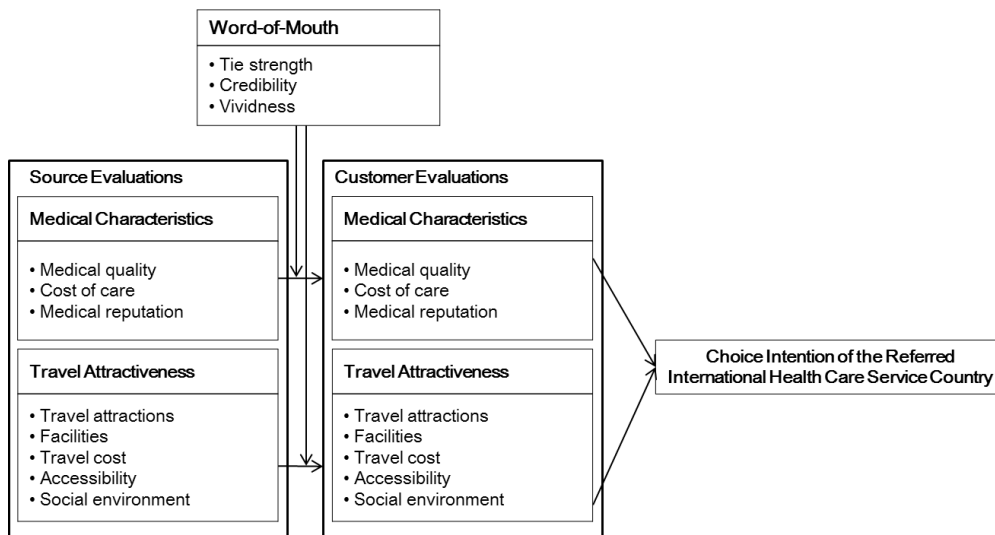 Word-of-Mouth
• Tie strength
• Credibility
• Vividness
Source Evaluations
Medical Characteristics
• Medical quality
• Cost of care
• Medical reputation
Travel Attractiveness
• Travel attractions
• Facilities
• Travel cost
• Accessibility
• Social environment
Customer Evaluations
Medical Characteristics
• Medical quality
• Cost of care
• Medical reputation
Travel Attractiveness
• Travel attractions
• Facilities
• Travel cost
• Accessibility
• Social environment
Choice Intention of the Referred
International Health Care Service Country